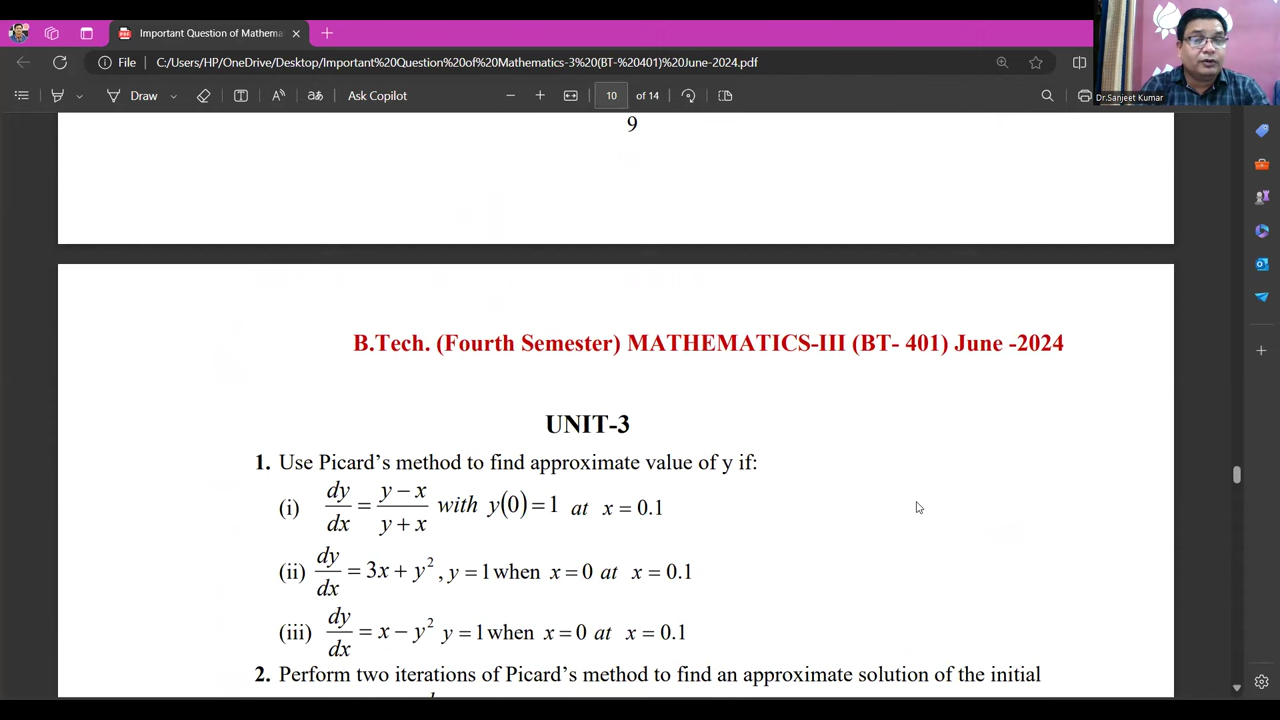 Important Question of Mathema
File
C:/Users/HP/OneDrive/Desktop/Important%20Question%20of%20Mathematics-3%20(BT-%20401)%20June-2024.pdf
Draw
aあ
Ask Copilot
10 of 14
Dr.Sanjeet Kumar
9
B.Tech. (Fourth Semester) MATHEMATICS-III (BT- 401) June -2024
UNIT-3
1. Use Picard’s method to find approximate value of y if:
(i) dy/dx = (y − x)/(y + x) with y(0) = 1 at x = 0.1
(ii) dy/dx = 3x + y², y = 1 when x = 0 at x = 0.1
(iii) dy/dx = x − y² y = 1 when x = 0 at x = 0.1
2. Perform two iterations of Picard’s method to find an approximate solution of the initial